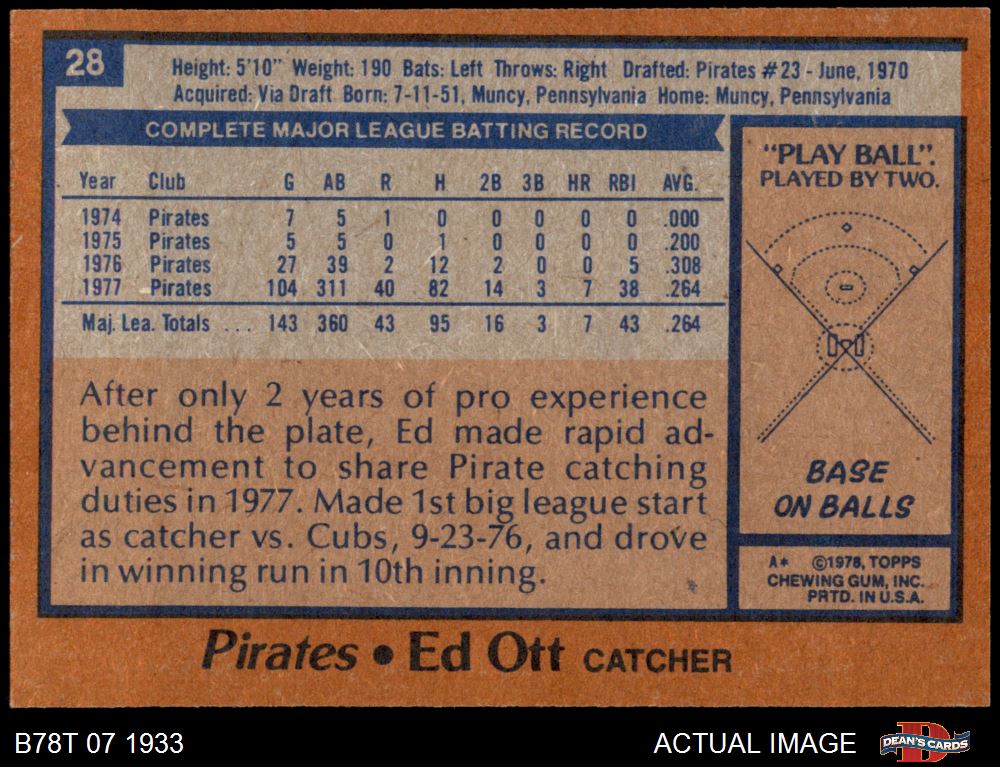 28
Height: 5'10" Weight: 190 Bats: Left Throws: Right Drafted: Pirates #23 - June, 1970
Acquired: Via Draft Born: 7-11-51, Muncy, Pennsylvania Home: Muncy, Pennsylvania
COMPLETE MAJOR LEAGUE BATTING RECORD
Year Club G AB R H 2B 3B HR RBI AVG.
1974 Pirates 7 5 1 0 0 0 0 0 .000
1975 Pirates 5 5 0 1 0 0 0 0 .200
1976 Pirates 27 39 2 12 2 0 0 5 .308
1977 Pirates 104 311 40 82 14 3 7 38 .264
Maj. Lea. Totals ... 143 360 43 95 16 3 7 43 .264
After only 2 years of pro experience
behind the plate, Ed made rapid ad-
vancement to share Pirate catching
duties in 1977. Made 1st big league start
as catcher vs. Cubs, 9-23-76, and drove
in winning run in 10th inning.
"PLAY BALL".
PLAYED BY TWO.
BASE
ON BALLS
A* ©1978, TOPPS
CHEWING GUM, INC.
PRTD. IN U.S.A.
Pirates • Ed Ott CATCHER
B78T 07 1933
ACTUAL IMAGE
D
DEAN'S CARDS